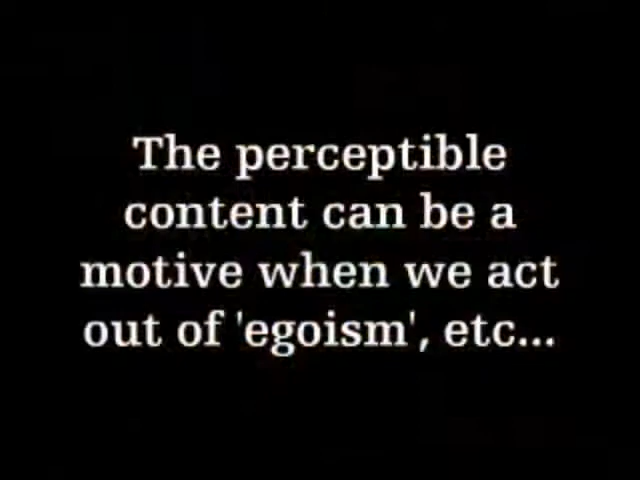 The perceptible
content can be a
motive when we act
out of 'egoism', etc...